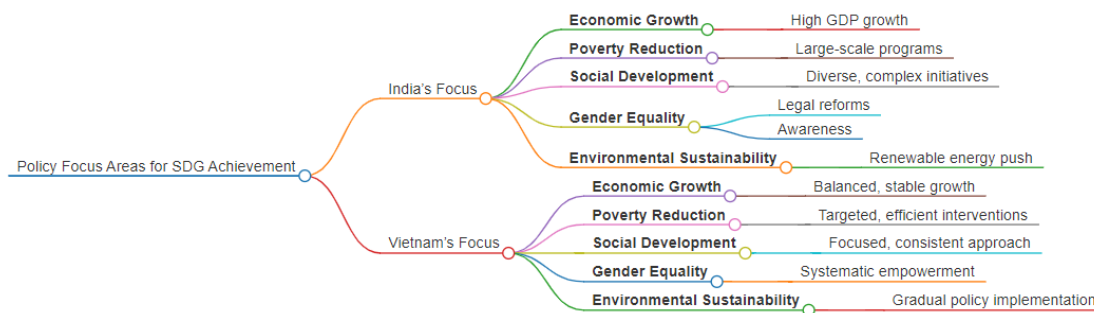 Policy Focus Areas for SDG Achievement
India's Focus
Economic Growth
High GDP growth
Poverty Reduction
Large-scale programs
Social Development
Diverse, complex initiatives
Gender Equality
Legal reforms
Awareness
Environmental Sustainability
Renewable energy push
Vietnam's Focus
Economic Growth
Balanced, stable growth
Poverty Reduction
Targeted, efficient interventions
Social Development
Focused, consistent approach
Gender Equality
Systematic empowerment
Environmental Sustainability
Gradual policy implementation